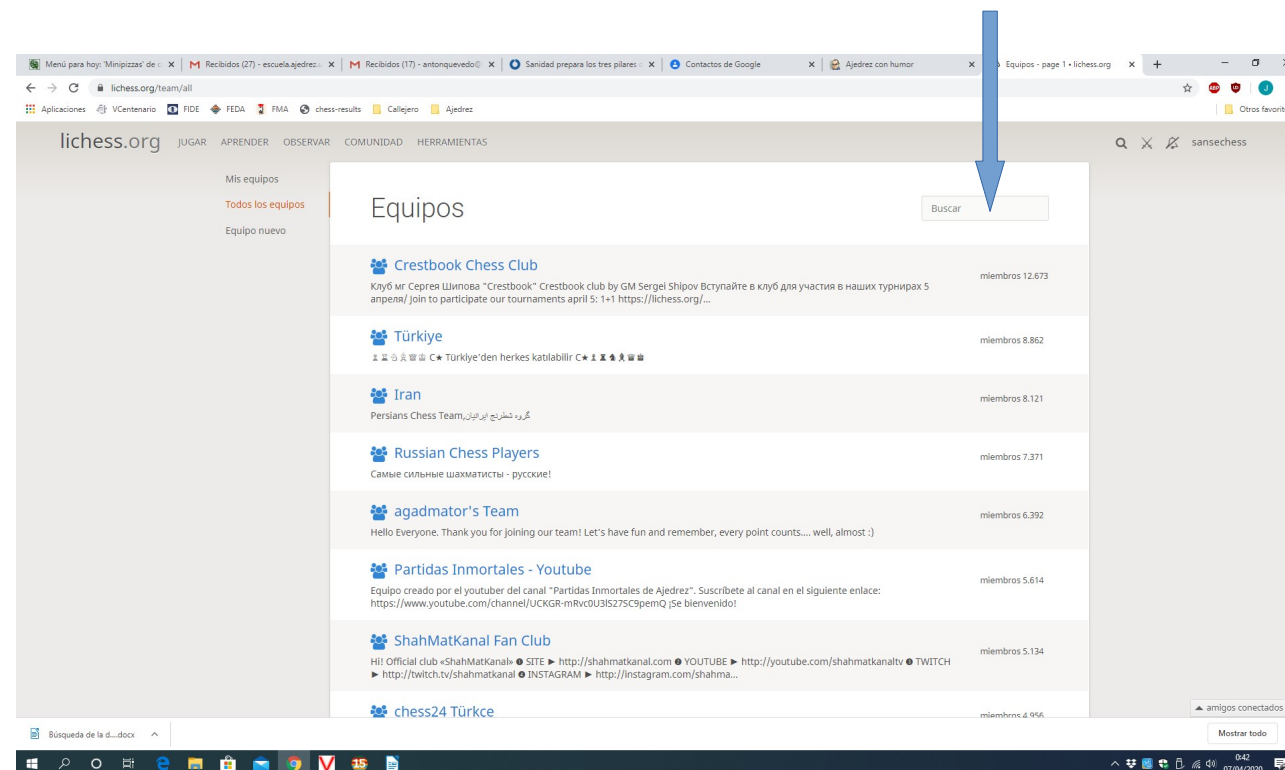 Menú para hoy: 'Minipizzas' de c
Recibidos (27) - escuela.ajedrez.
Recibidos (17) - antonquevedo@
Sanidad prepara los tres pilares
Contactos de Google
Ajedrez con humor
Equipos - page 1 • lichess.org
lichess.org/team/all
Aplicaciones VCentenario FIDE FEDA FMA chess-results Callejero Ajedrez
Otros favorit
lichess.org JUGAR APRENDER OBSERVAR COMUNIDAD HERRAMIENTAS
sansechess
Mis equipos
Todos los equipos
Equipo nuevo
Equipos
Buscar
Crestbook Chess Club
miembros 12.673
Клуб мг Сергея Шипова "Crestbook" Crestbook club by GM Sergei Shipov Вступайте в клуб для участия в наших турнирах 5
апреля/ Join to participate our tournaments april 5: 1+1 https://lichess.org/...
Türkiye
miembros 8.862
♙♖♘♗♕♔ C★ Türkiye'den herkes katılabilir C★ ♟♜♞♝♛♚
Iran
miembros 8.121
Persians Chess Team,گروه شطرنج ایرانیان
Russian Chess Players
miembros 7.371
Самые сильные шахматисты - русские!
agadmator's Team
miembros 6.392
Hello Everyone. Thank you for joining our team! Let's have fun and remember, every point counts.... well, almost :)
Partidas Inmortales - Youtube
miembros 5.614
Equipo creado por el youtuber del canal "Partidas Inmortales de Ajedrez". Suscríbete al canal en el siguiente enlace:
https://www.youtube.com/channel/UCKGR-mRvc0U3lS27SC9pemQ ¡Se bienvenido!
ShahMatKanal Fan Club
miembros 5.134
Hi! Official club «ShahMatKanal» ❶ SITE ► http://shahmatkanal.com ❷ YOUTUBE ► http://youtube.com/shahmatkanaltv ❸ TWITCH
► http://twitch.tv/shahmatkanal ❹ INSTAGRAM ► http://instagram.com/shahma...
chess24 Türkçe
miembros 4.956
amigos conectados
Búsqueda de la d....docx
Mostrar todo
0:42
07/04/2020